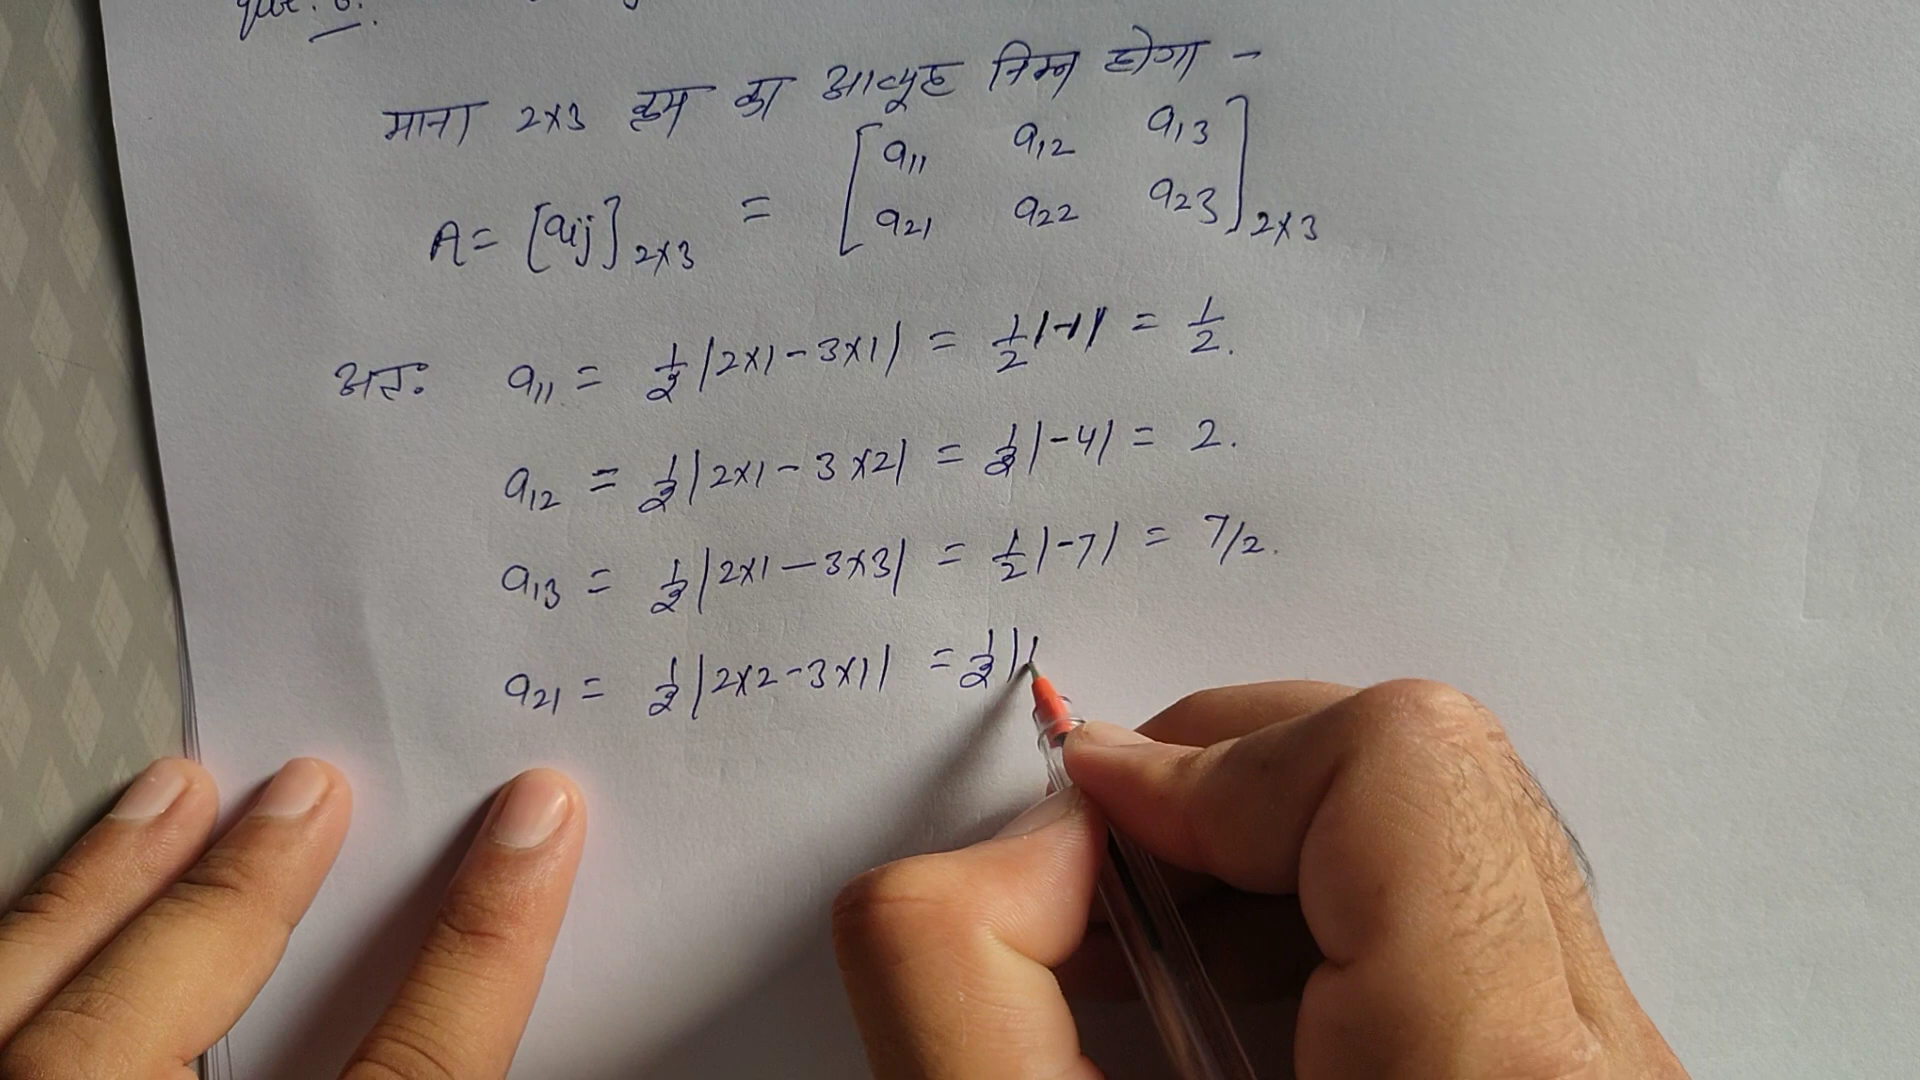 Que. 6.
माना 2×3 क्रम का आव्यूह निम्न होगा -
A = [aij]2×3 = [a11 a12 a13
a21 a22 a23]2×3
अतः a11 = 1/2 |2×1-3×1| = 1/2 |-1| = 1/2.
a12 = 1/2 |2×1-3×2| = 1/2 |-4| = 2.
a13 = 1/2 |2×1-3×3| = 1/2 |-7| = 7/2.
a21 = 1/2 |2×2-3×1| = 1/2 |1